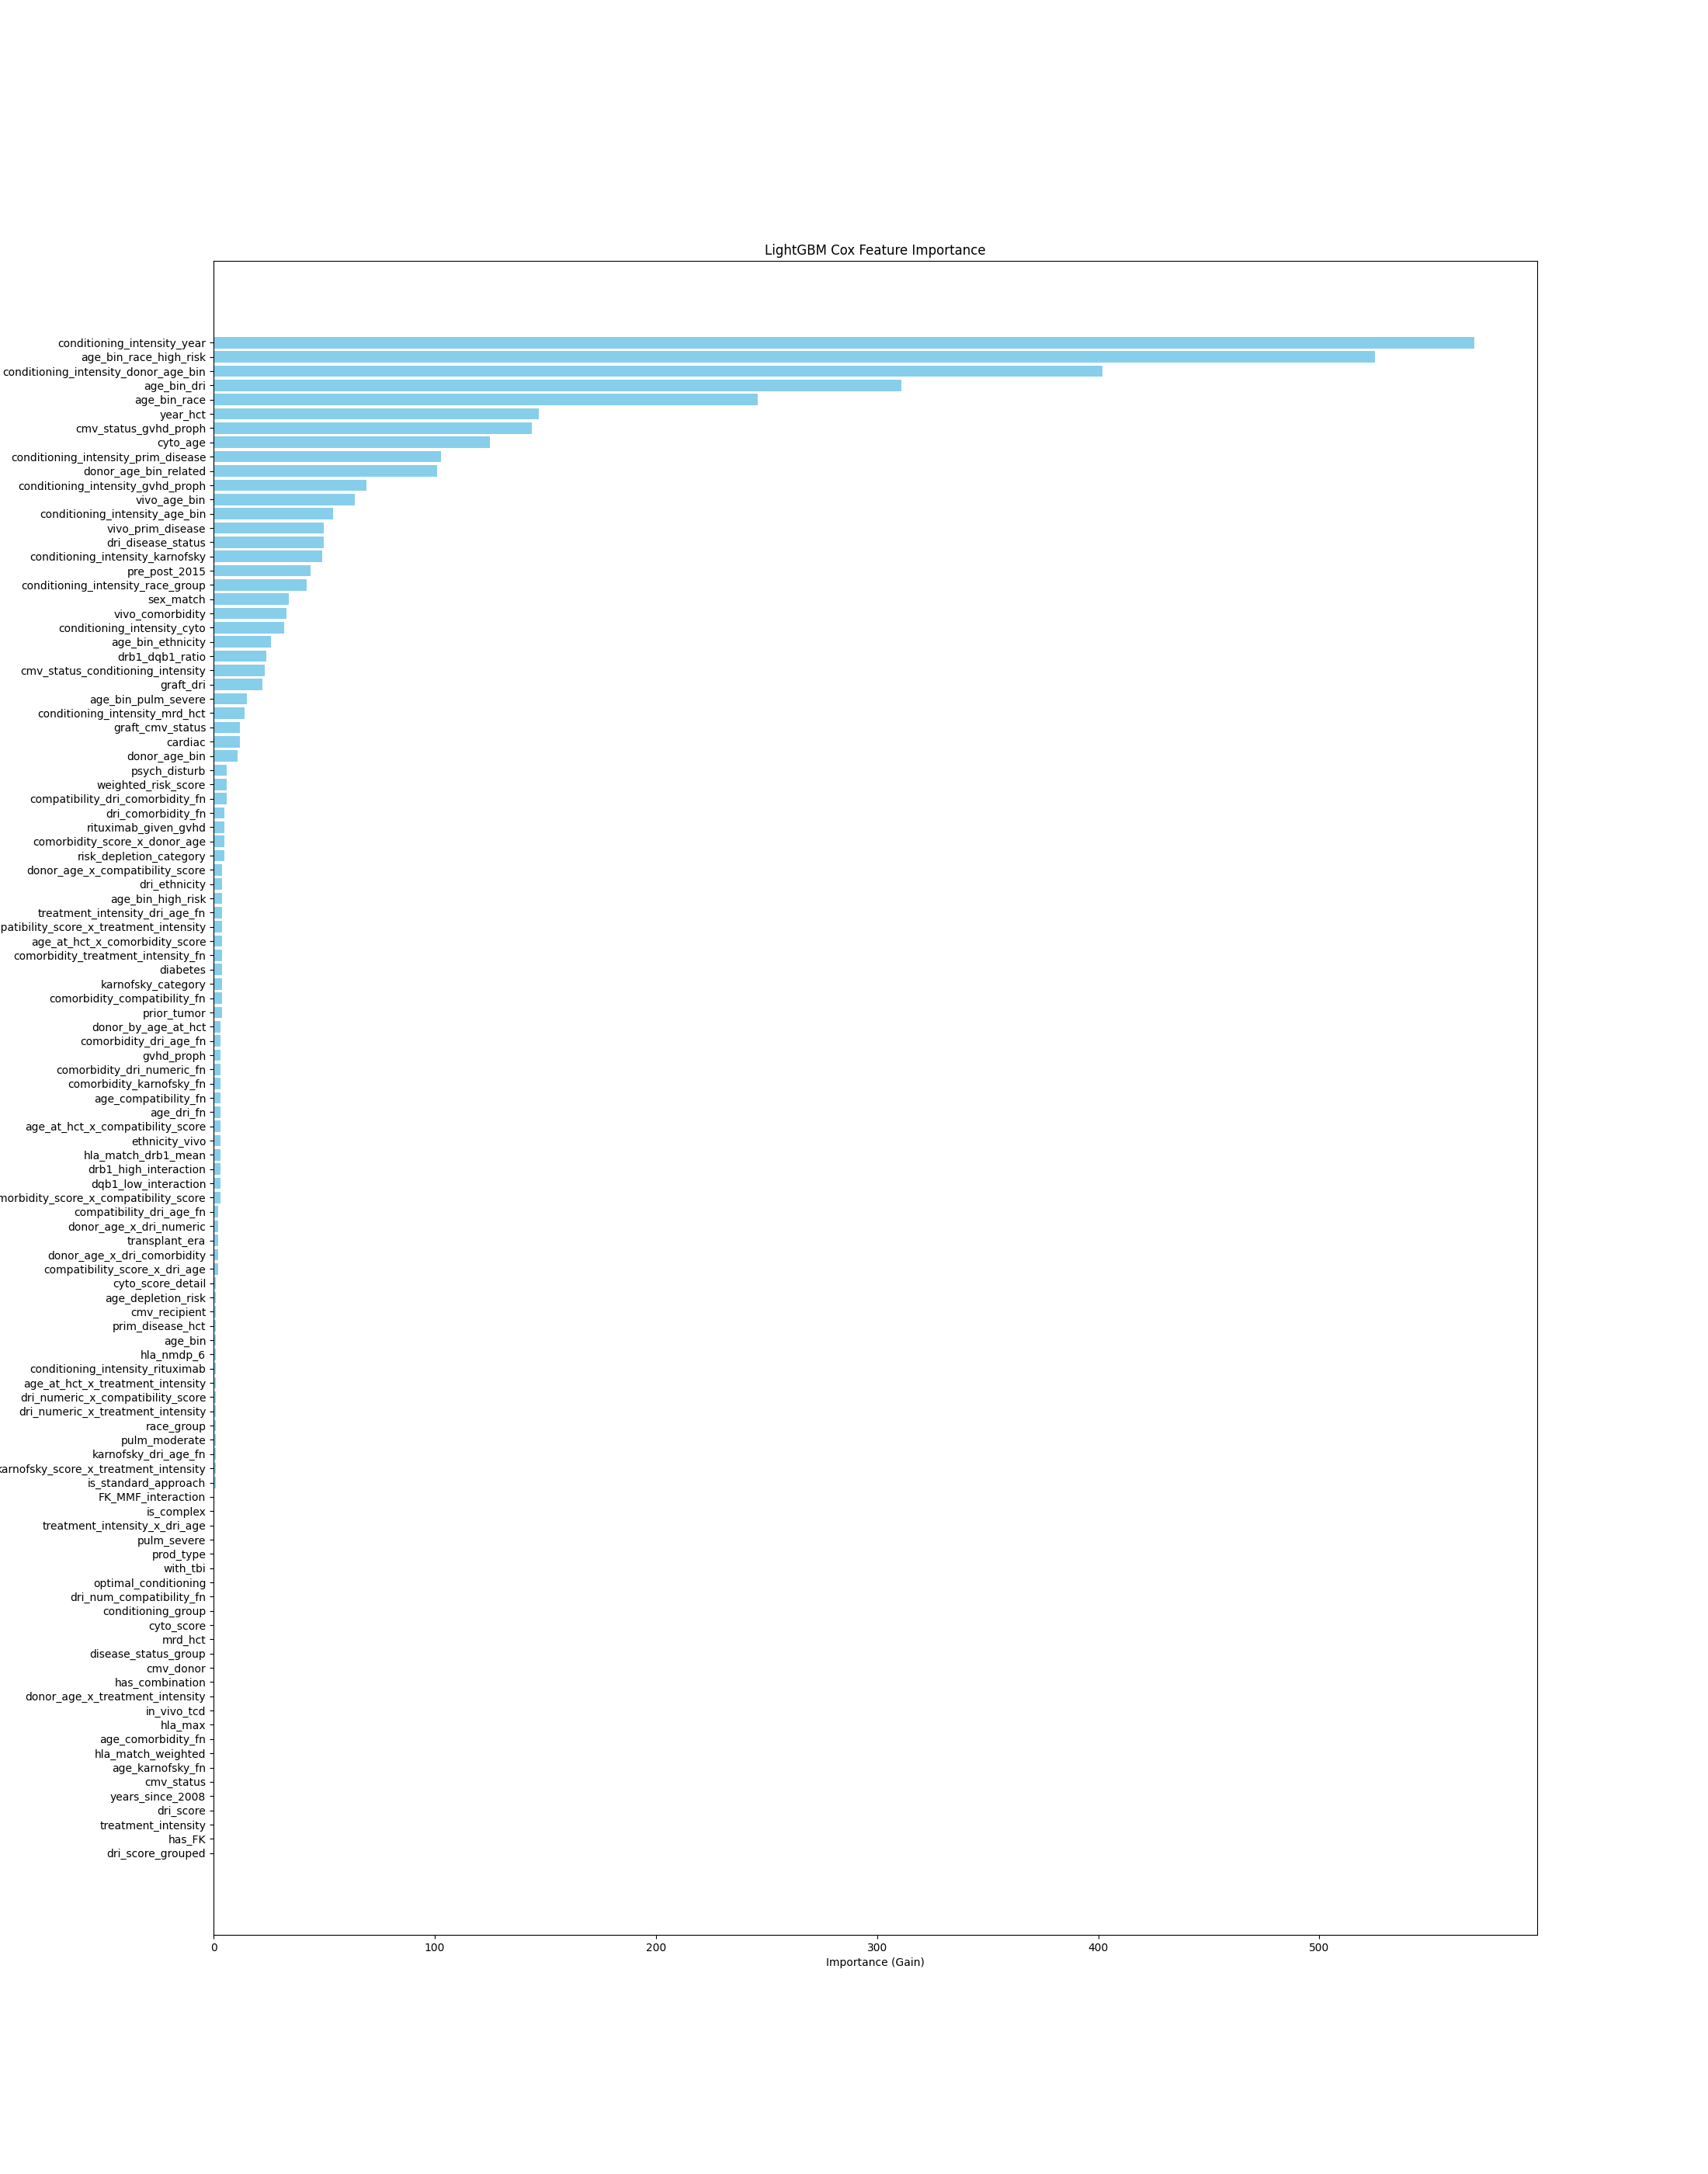 LightGBM Cox Feature Importance
conditioning_intensity_year
age_bin_race_high_risk
conditioning_intensity_donor_age_bin
age_bin_dri
age_bin_race
year_hct
cmv_status_gvhd_proph
cyto_age
conditioning_intensity_prim_disease
donor_age_bin_related
conditioning_intensity_gvhd_proph
vivo_age_bin
conditioning_intensity_age_bin
vivo_prim_disease
dri_disease_status
conditioning_intensity_karnofsky
pre_post_2015
conditioning_intensity_race_group
sex_match
vivo_comorbidity
conditioning_intensity_cyto
age_bin_ethnicity
drb1_dqb1_ratio
cmv_status_conditioning_intensity
graft_dri
age_bin_pulm_severe
conditioning_intensity_mrd_hct
graft_cmv_status
cardiac
donor_age_bin
psych_disturb
weighted_risk_score
compatibility_dri_comorbidity_fn
dri_comorbidity_fn
rituximab_given_gvhd
comorbidity_score_x_donor_age
risk_depletion_category
donor_age_x_compatibility_score
dri_ethnicity
age_bin_high_risk
treatment_intensity_dri_age_fn
patibility_score_x_treatment_intensity
age_at_hct_x_comorbidity_score
comorbidity_treatment_intensity_fn
diabetes
karnofsky_category
comorbidity_compatibility_fn
prior_tumor
donor_by_age_at_hct
comorbidity_dri_age_fn
gvhd_proph
comorbidity_dri_numeric_fn
comorbidity_karnofsky_fn
age_compatibility_fn
age_dri_fn
age_at_hct_x_compatibility_score
ethnicity_vivo
hla_match_drb1_mean
drb1_high_interaction
dqb1_low_interaction
morbidity_score_x_compatibility_score
compatibility_dri_age_fn
donor_age_x_dri_numeric
transplant_era
donor_age_x_dri_comorbidity
compatibility_score_x_dri_age
cyto_score_detail
age_depletion_risk
cmv_recipient
prim_disease_hct
age_bin
hla_nmdp_6
conditioning_intensity_rituximab
age_at_hct_x_treatment_intensity
dri_numeric_x_compatibility_score
dri_numeric_x_treatment_intensity
race_group
pulm_moderate
karnofsky_dri_age_fn
karnofsky_score_x_treatment_intensity
is_standard_approach
FK_MMF_interaction
is_complex
treatment_intensity_x_dri_age
pulm_severe
prod_type
with_tbi
optimal_conditioning
dri_num_compatibility_fn
conditioning_group
cyto_score
mrd_hct
disease_status_group
cmv_donor
has_combination
donor_age_x_treatment_intensity
in_vivo_tcd
hla_max
age_comorbidity_fn
hla_match_weighted
age_karnofsky_fn
cmv_status
years_since_2008
dri_score
treatment_intensity
has_FK
dri_score_grouped
0 100 200 300 400 500
Importance (Gain)